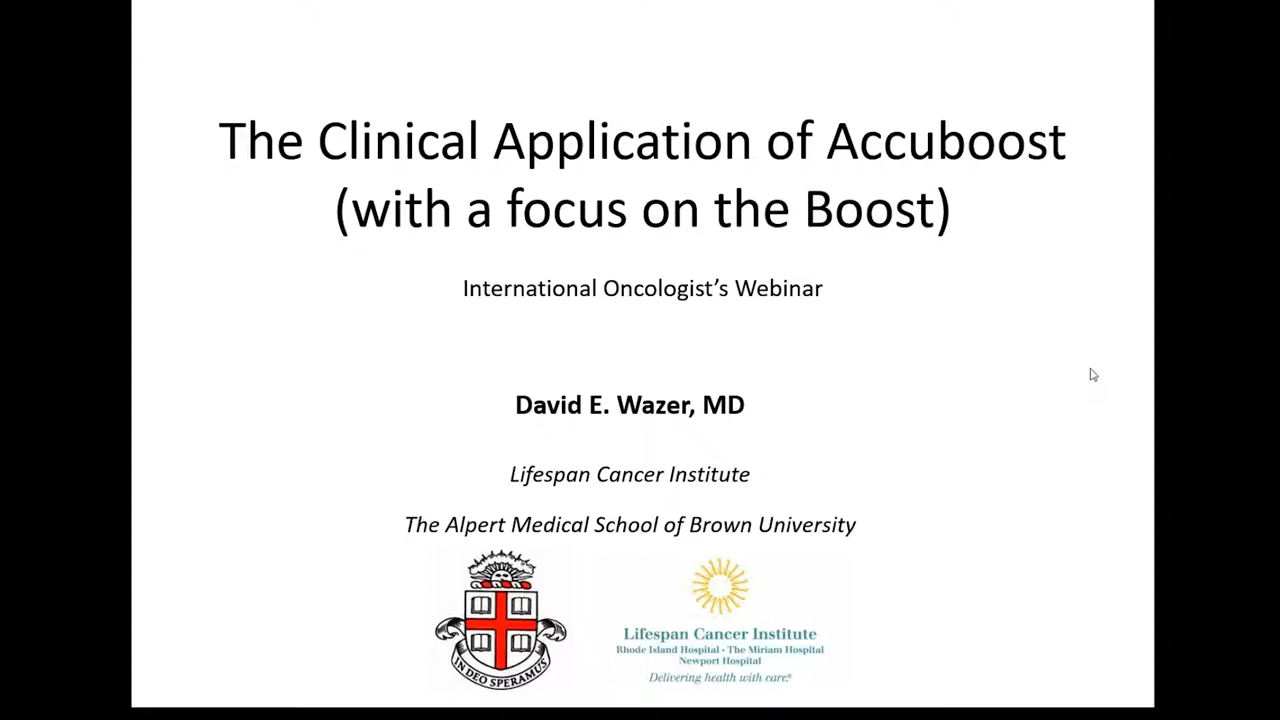 The Clinical Application of Accuboost
(with a focus on the Boost)
International Oncologist’s Webinar
David E. Wazer, MD
Lifespan Cancer Institute
The Alpert Medical School of Brown University
IN DEO SPERAMUS
Lifespan Cancer Institute
Rhode Island Hospital • The Miriam Hospital
Newport Hospital
Delivering health with care.®